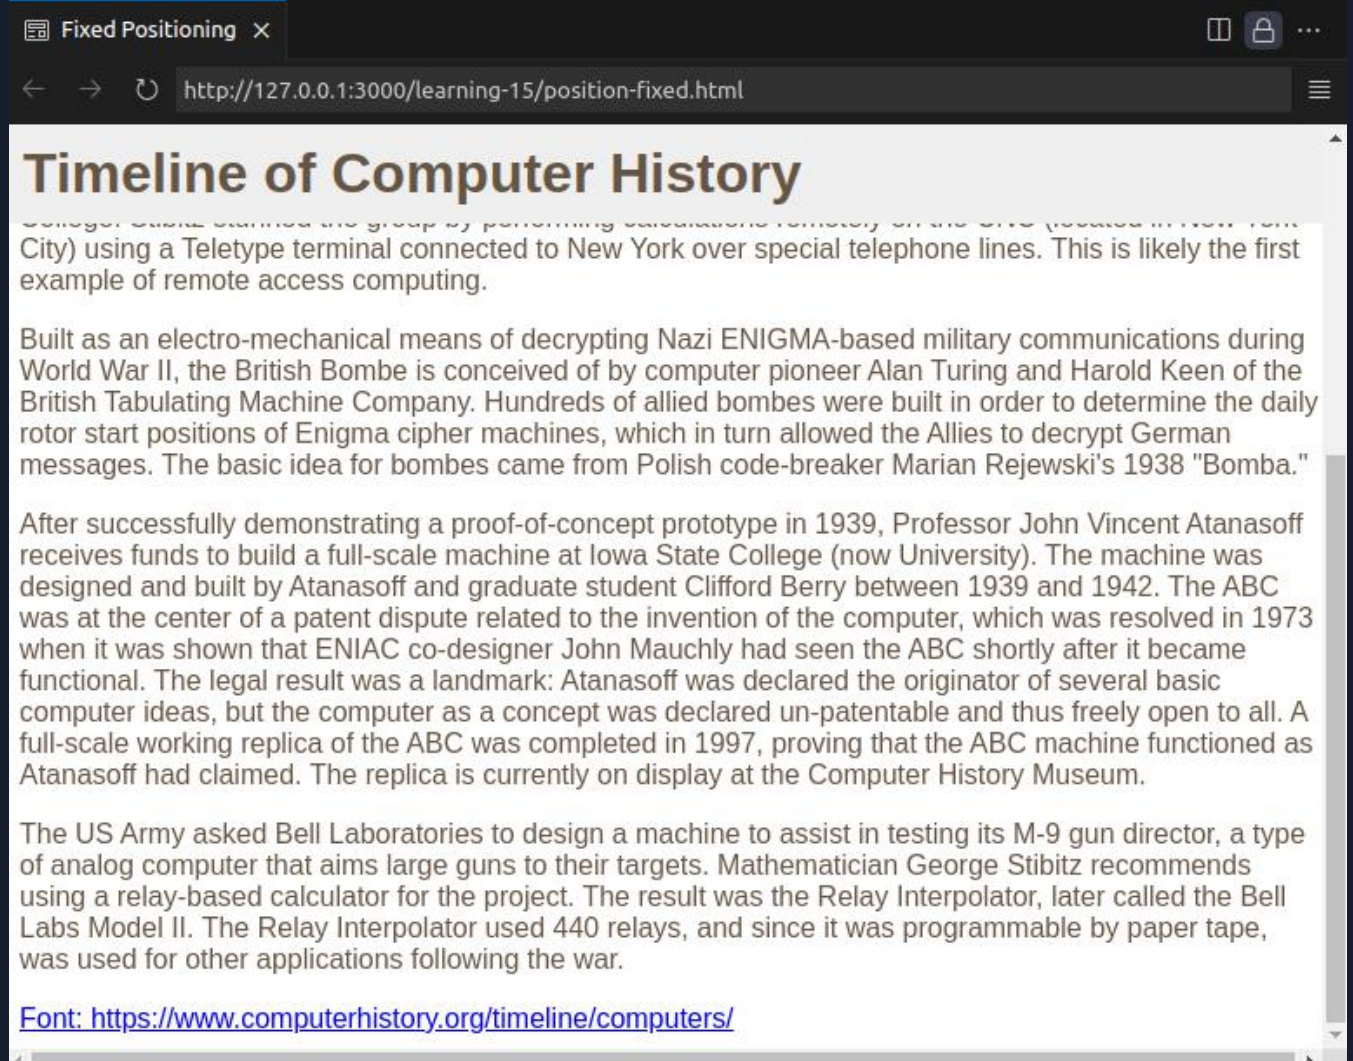 Fixed Positioning
http://127.0.0.1:3000/learning-15/position-fixed.html
Timeline of Computer History
College. Stibitz stunned the group by performing calculations remotely on the CNC (located in New York
City) using a Teletype terminal connected to New York over special telephone lines. This is likely the first
example of remote access computing.
Built as an electro-mechanical means of decrypting Nazi ENIGMA-based military communications during
World War II, the British Bombe is conceived of by computer pioneer Alan Turing and Harold Keen of the
British Tabulating Machine Company. Hundreds of allied bombes were built in order to determine the daily
rotor start positions of Enigma cipher machines, which in turn allowed the Allies to decrypt German
messages. The basic idea for bombes came from Polish code-breaker Marian Rejewski's 1938 "Bomba."
After successfully demonstrating a proof-of-concept prototype in 1939, Professor John Vincent Atanasoff
receives funds to build a full-scale machine at Iowa State College (now University). The machine was
designed and built by Atanasoff and graduate student Clifford Berry between 1939 and 1942. The ABC
was at the center of a patent dispute related to the invention of the computer, which was resolved in 1973
when it was shown that ENIAC co-designer John Mauchly had seen the ABC shortly after it became
functional. The legal result was a landmark: Atanasoff was declared the originator of several basic
computer ideas, but the computer as a concept was declared un-patentable and thus freely open to all. A
full-scale working replica of the ABC was completed in 1997, proving that the ABC machine functioned as
Atanasoff had claimed. The replica is currently on display at the Computer History Museum.
The US Army asked Bell Laboratories to design a machine to assist in testing its M-9 gun director, a type
of analog computer that aims large guns to their targets. Mathematician George Stibitz recommends
using a relay-based calculator for the project. The result was the Relay Interpolator, later called the Bell
Labs Model II. The Relay Interpolator used 440 relays, and since it was programmable by paper tape,
was used for other applications following the war.
Font: https://www.computerhistory.org/timeline/computers/